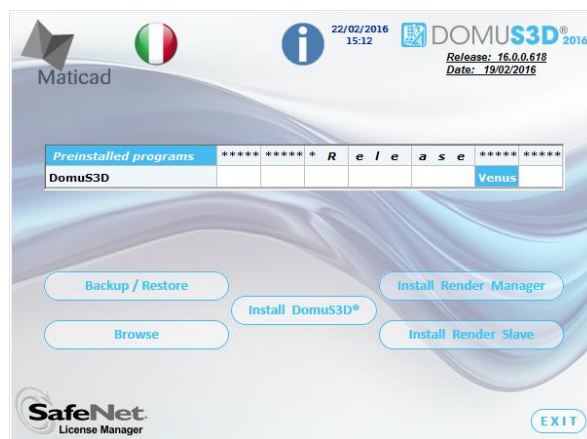 Maticad
22/02/2016
15:12
DOMUS3D® 2016
Release: 16.0.0.618
Date: 19/02/2016
Preinstalled programs ***** ***** * R e l e a s e ***** *****
DomuS3D Venus
Backup / Restore
Install Render Manager
Install DomuS3D®
Browse
Install Render Slave
SafeNet.
License Manager
EXIT